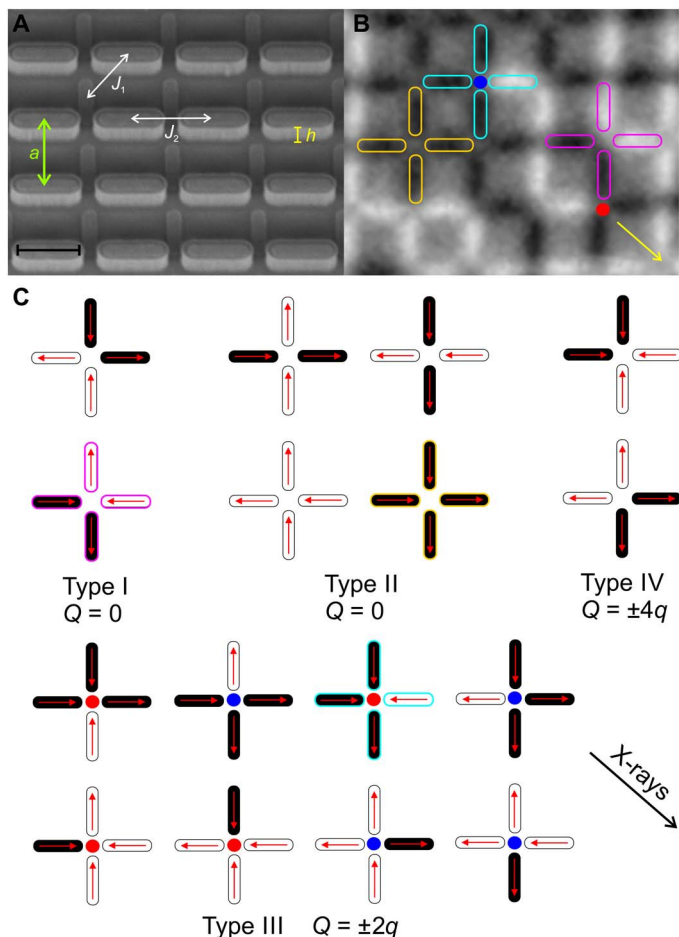 A
B
J1
J2
h
a
C
Type I
Q = 0
Type II
Q = 0
Type IV
Q = ±4q
X-rays
Type III Q = ±2q